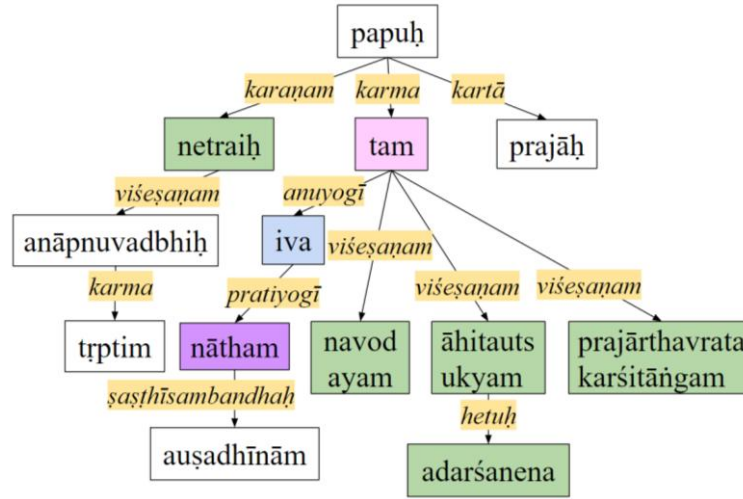 papuḥ
karaṇam karma kartā
netraiḥ tam prajāḥ
viśeṣaṇam anuyogī
anāpnuvadbhiḥ iva viśeṣaṇam
karma pratiyogī viśeṣaṇam viśeṣaṇam
tṛptim nātham navod āhitauts prajārthavrata
ayam ukyam karśitāṅgam
ṣaṣṭhīsambandhaḥ hetuḥ
auṣadhīnām adarśanena